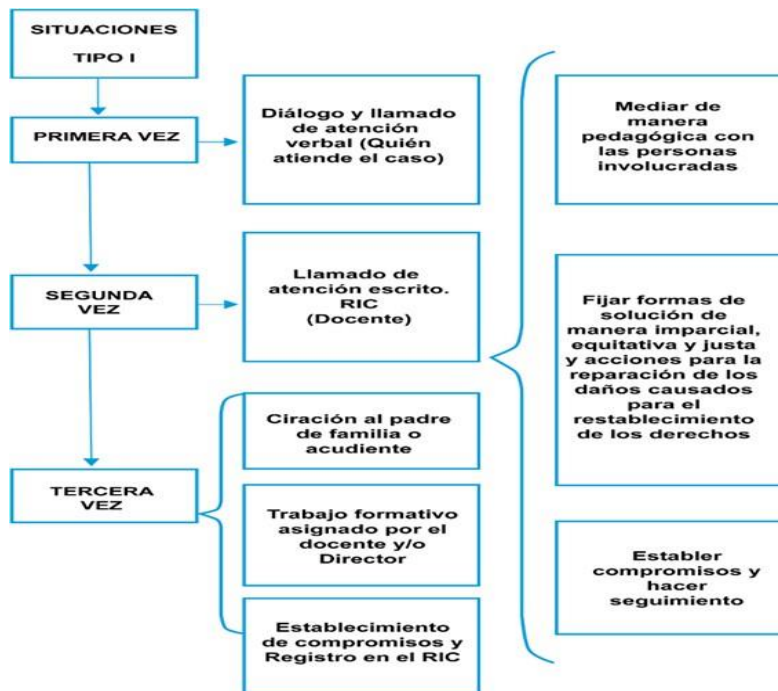 SITUACIONES
TIPO I
PRIMERA VEZ
Diálogo y llamado
de atención
verbal (Quién
atiende el caso)
SEGUNDA
VEZ
Llamado de
atención escrito.
RIC
(Docente)
TERCERA
VEZ
Ciración al padre
de familia o
acudiente
Trabajo formativo
asignado por el
docente y/o
Director
Establecimiento
de compromisos y
Registro en el RIC
Mediar de
manera
pedagógica con
las personas
involucradas
Fijar formas de
solución de
manera imparcial,
equitativa y justa
y acciones para la
reparación de los
daños causados
para el
restablecimiento
de los derechos
Establer
compromisos y
hacer
seguimiento